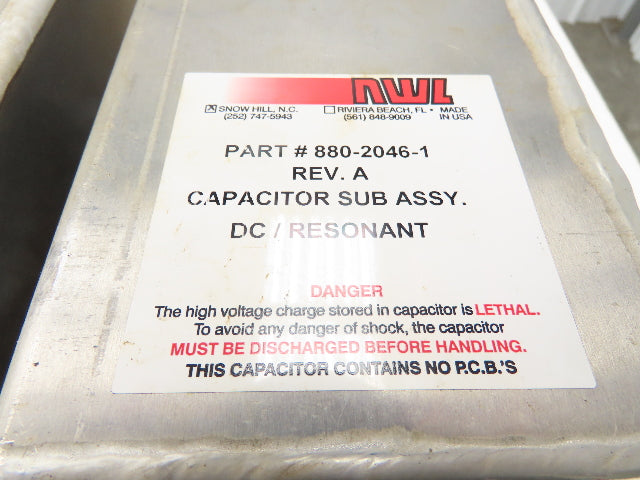 NWL
☒ SNOW HILL, N.C. ☐ RIVIERA BEACH, FL. • MADE
(252) 747-5943 (561) 848-9009 IN USA
PART # 880-2046-1
REV. A
CAPACITOR SUB ASSY.
DC / RESONANT
DANGER
The high voltage charge stored in capacitor is LETHAL.
To avoid any danger of shock, the capacitor
MUST BE DISCHARGED BEFORE HANDLING.
THIS CAPACITOR CONTAINS NO P.C.B.'S